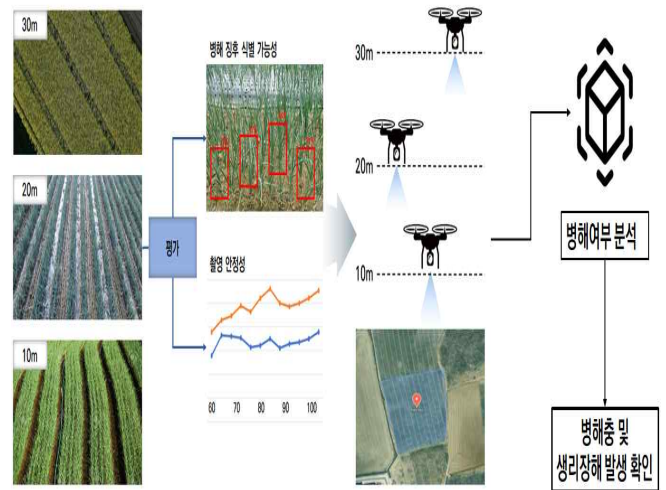 30m
20m
10m
평가
병해 징후 식별 가능성
촬영 안정성
60 70 80 90 100
30m
20m
10m
병해여부 분석
병해충 및
생리장해 발생 확인